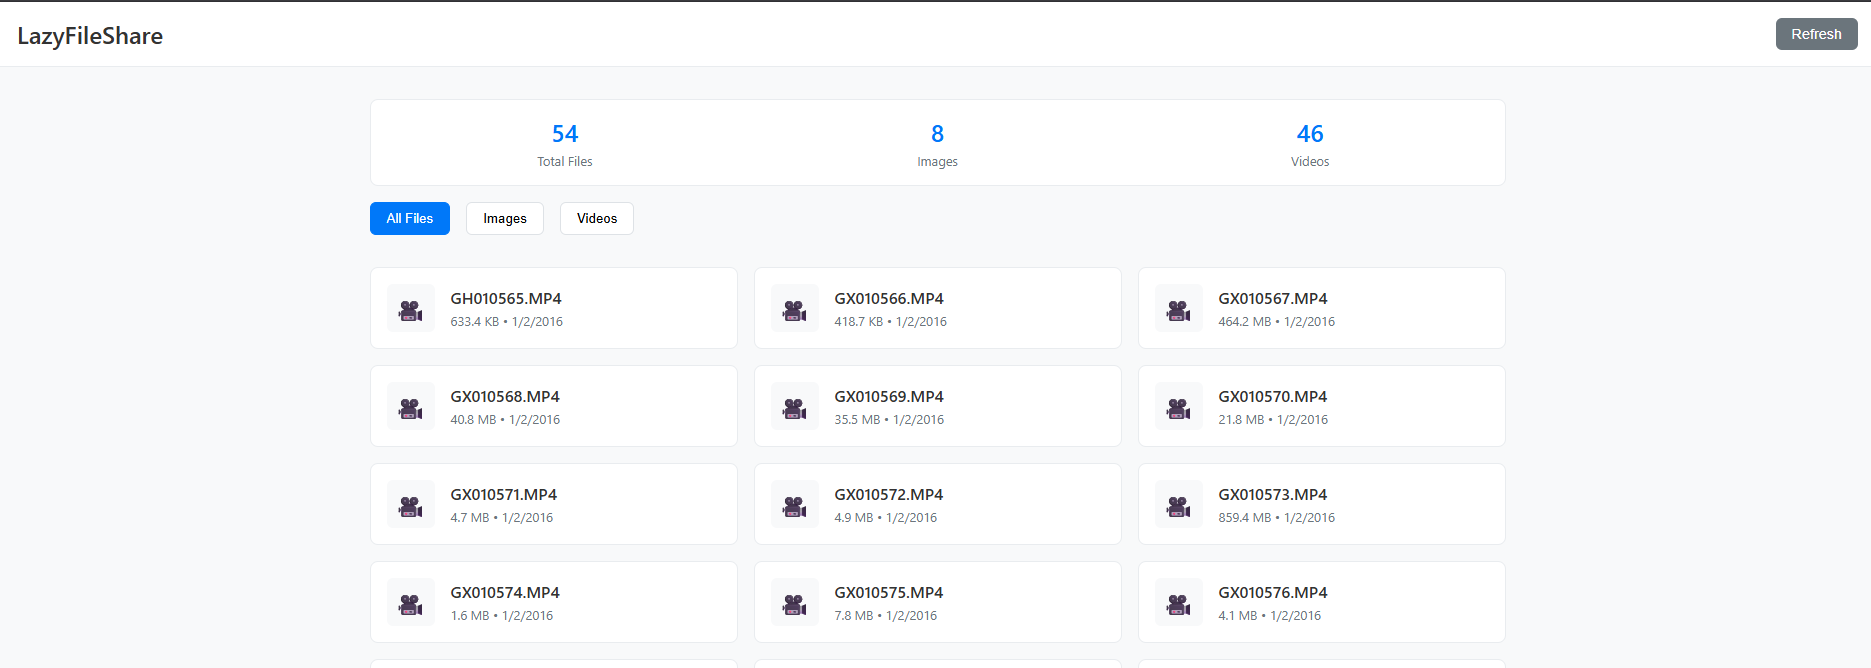 LazyFileShare
Refresh
54
Total Files
8
Images
46
Videos
All Files
Images
Videos
GH010565.MP4
633.4 KB • 1/2/2016
GX010566.MP4
418.7 KB • 1/2/2016
GX010567.MP4
464.2 MB • 1/2/2016
GX010568.MP4
40.8 MB • 1/2/2016
GX010569.MP4
35.5 MB • 1/2/2016
GX010570.MP4
21.8 MB • 1/2/2016
GX010571.MP4
4.7 MB • 1/2/2016
GX010572.MP4
4.9 MB • 1/2/2016
GX010573.MP4
859.4 MB • 1/2/2016
GX010574.MP4
1.6 MB • 1/2/2016
GX010575.MP4
7.8 MB • 1/2/2016
GX010576.MP4
4.1 MB • 1/2/2016